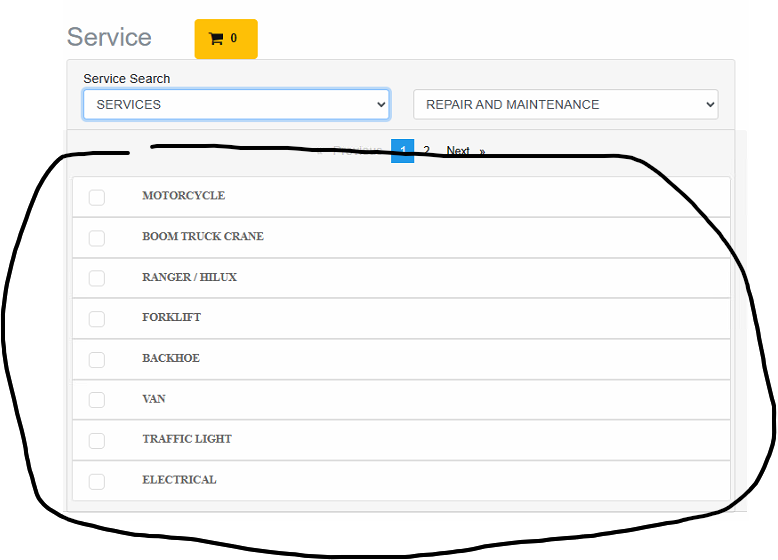 Service 0
Service Search
SERVICES REPAIR AND MAINTENANCE
Previous 1 2 Next »
MOTORCYCLE
BOOM TRUCK CRANE
RANGER / HILUX
FORKLIFT
BACKHOE
VAN
TRAFFIC LIGHT
ELECTRICAL